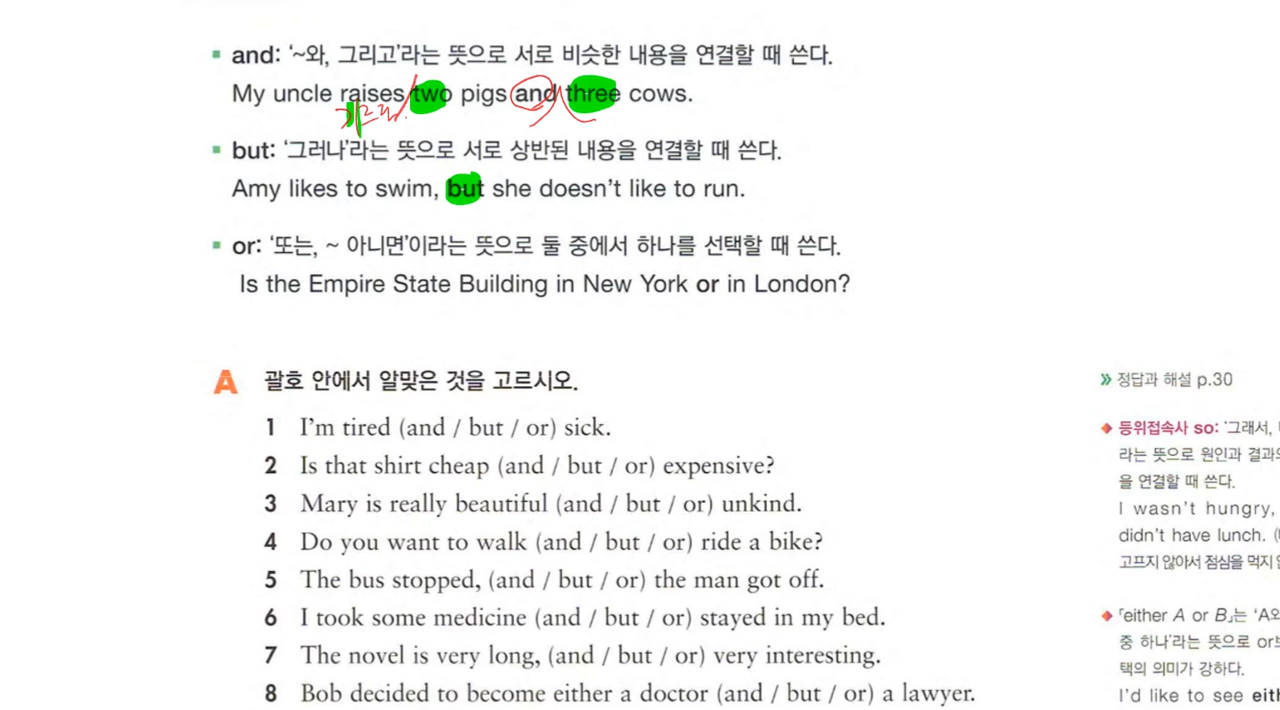 and: '~와, 그리고'라는 뜻으로 서로 비슷한 내용을 연결할 때 쓴다.
My uncle raises two pigs and three cows.
but: '그러나'라는 뜻으로 서로 상반된 내용을 연결할 때 쓴다.
Amy likes to swim, but she doesn't like to run.
or: '또는, ~ 아니면'이라는 뜻으로 둘 중에서 하나를 선택할 때 쓴다.
Is the Empire State Building in New York or in London?
A 괄호 안에서 알맞은 것을 고르시오.
1 I'm tired (and / but / or) sick.
2 Is that shirt cheap (and / but / or) expensive?
3 Mary is really beautiful (and / but / or) unkind.
4 Do you want to walk (and / but / or) ride a bike?
5 The bus stopped, (and / but / or) the man got off.
6 I took some medicine (and / but / or) stayed in my bed.
7 The novel is very long, (and / but / or) very interesting.
8 Bob decided to become either a doctor (and / but / or) a lawyer.
» 정답과 해설 p.30
등위접속사 so: '그래서,
라는 뜻으로 원인과 결과의
을 연결할 때 쓴다.
I wasn't hungry,
didn't have lunch.
고프지 않아서 점심을 먹지
「either A or B」는 'A와
중 하나'라는 뜻으로 or보
택의 의미가 강하다.
I'd like to see eith